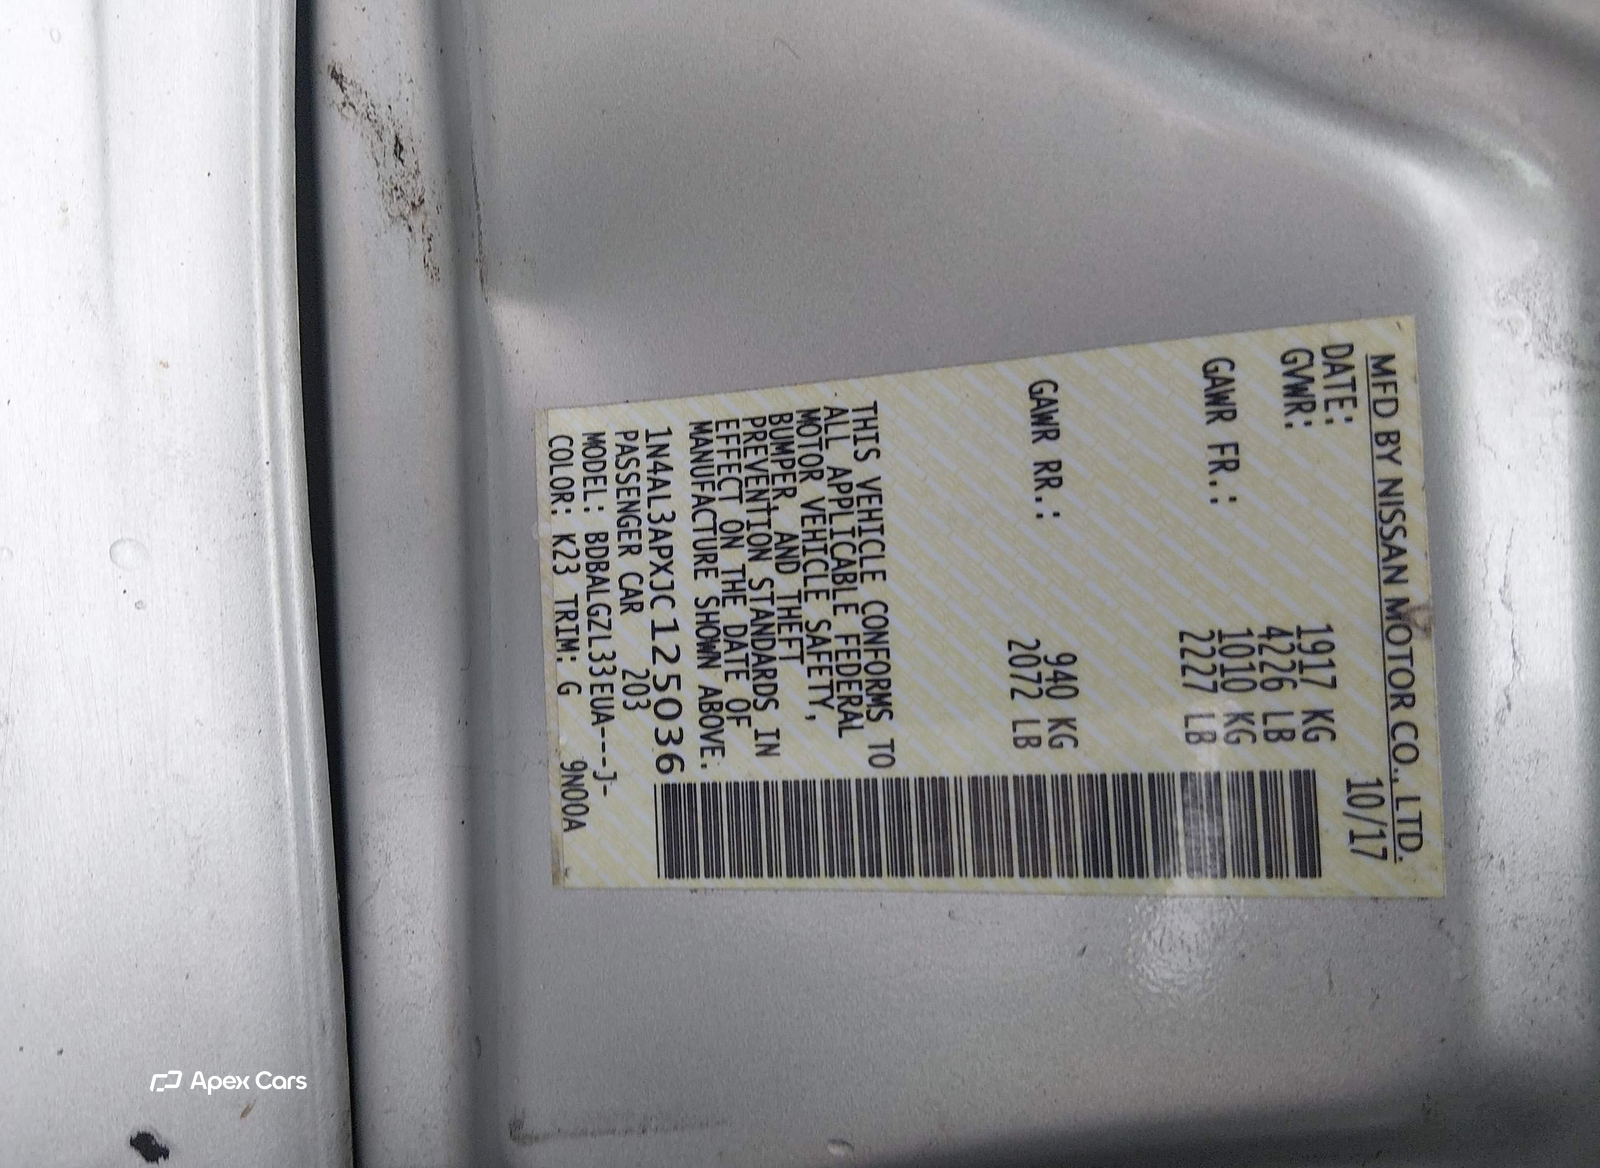 MFD BY NISSAN MOTOR CO., LTD.
DATE: 10/17
GVWR: 1917 KG
4226 LB
GAWR FR.: 1010 KG
2227 LB
GAWR RR.: 940 KG
2072 LB
THIS VEHICLE CONFORMS TO
ALL APPLICABLE FEDERAL
MOTOR VEHICLE SAFETY,
BUMPER, AND THEFT
PREVENTION STANDARDS IN
EFFECT ON THE DATE OF
MANUFACTURE SHOWN ABOVE:
1N4AL3APXJC125036
PASSENGER CAR 203
MODEL: BDBALGZL33EUA---J-
COLOR: K23 TRIM: G 9N00A
Apex Cars